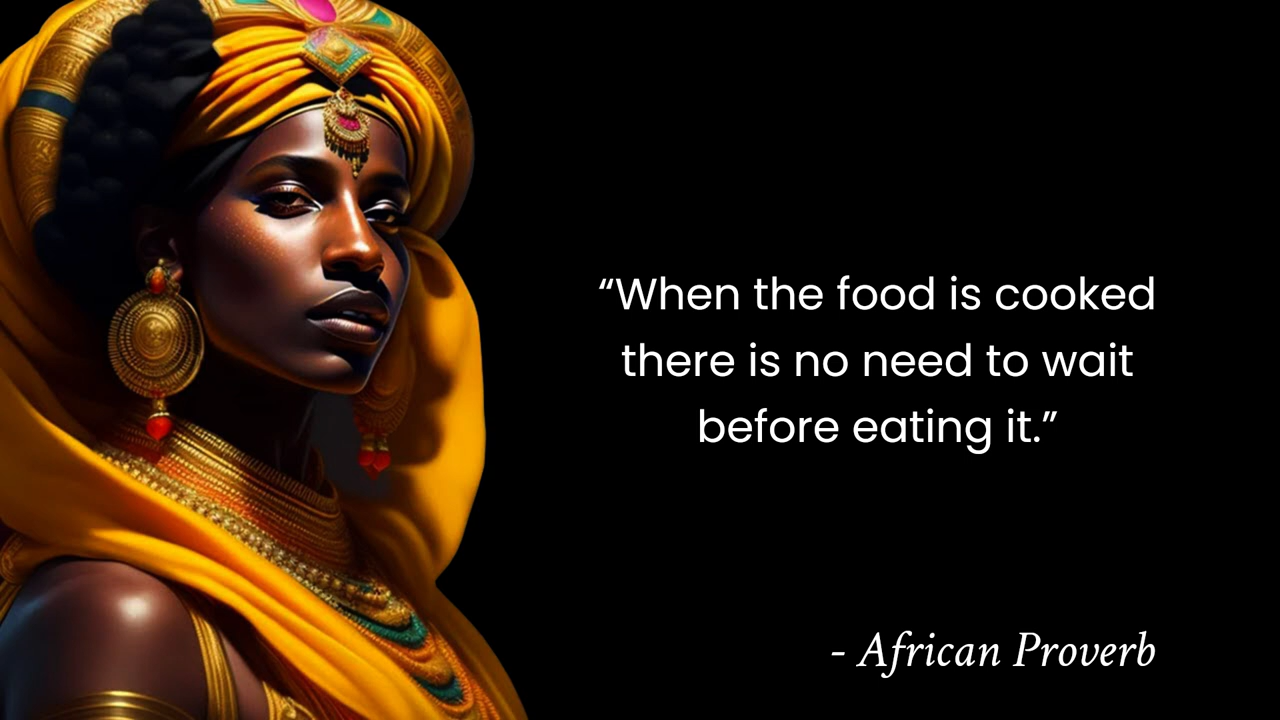 “When the food is cooked
there is no need to wait
before eating it.”
- African Proverb